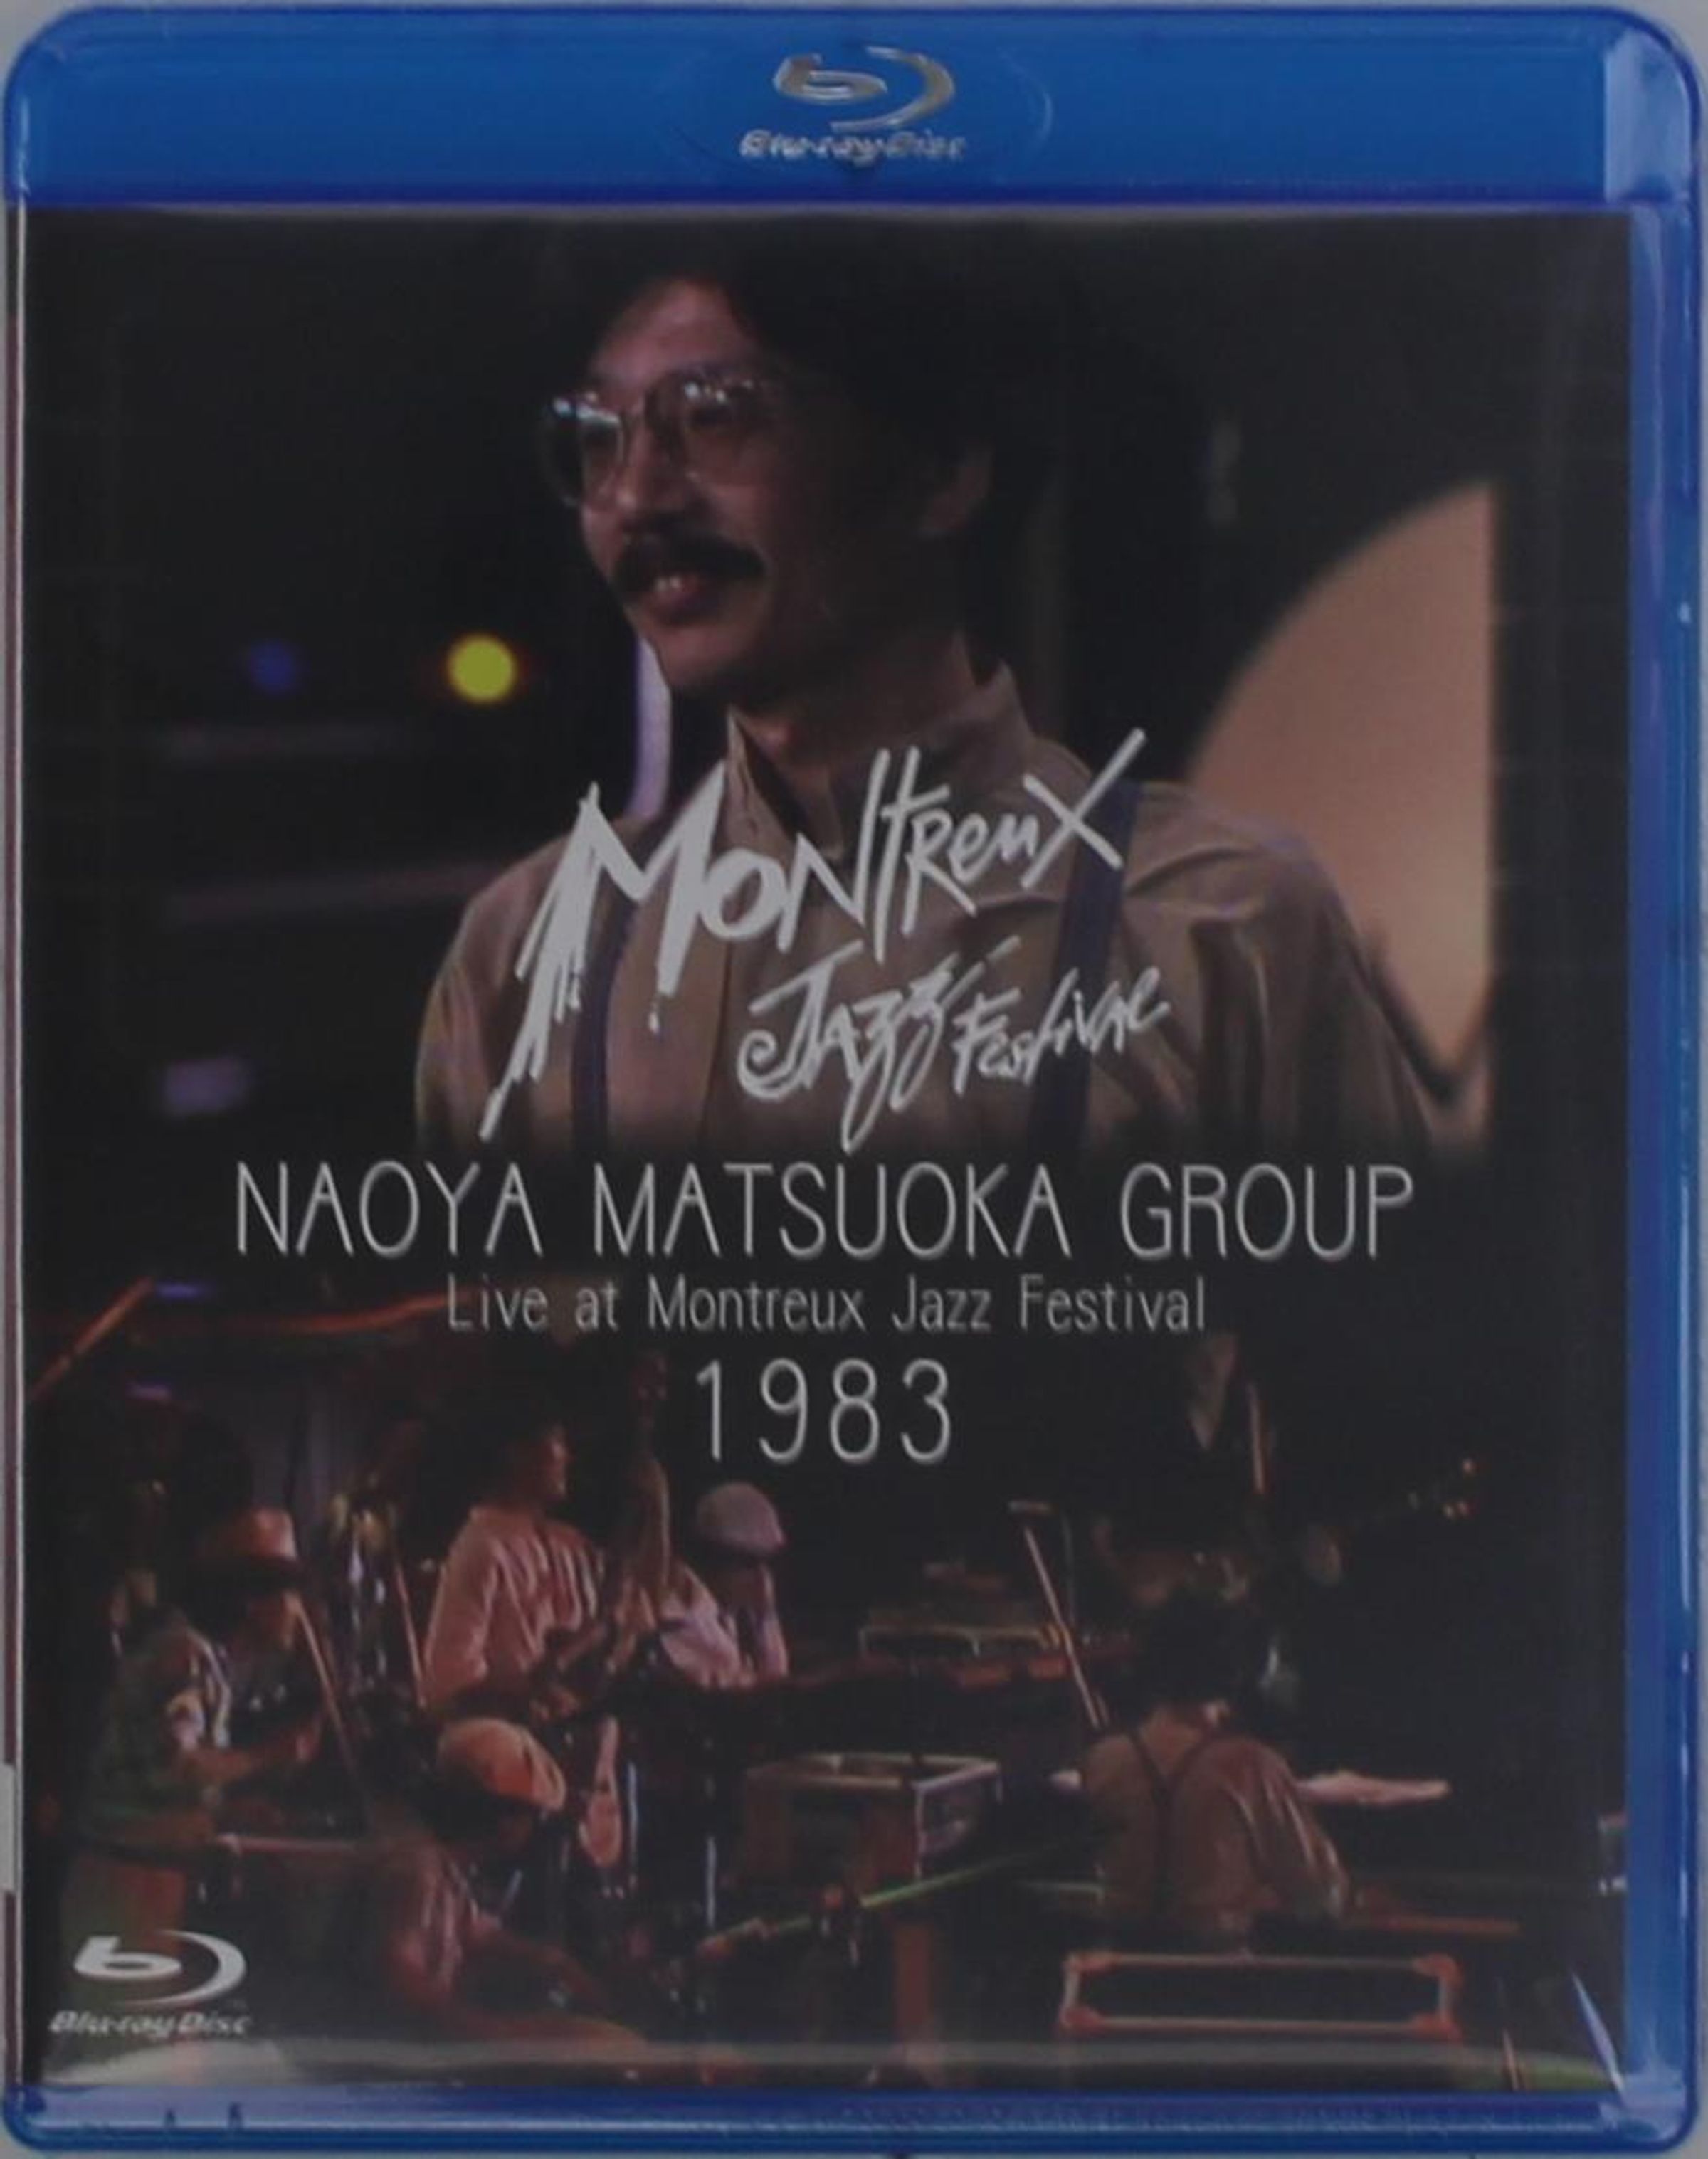 Blu-ray Disc
MONTREUX
JAZZ Festival
NAOYA MATSUOKA GROUP
Live at Montreux Jazz Festival
1983
Blu-ray Disc